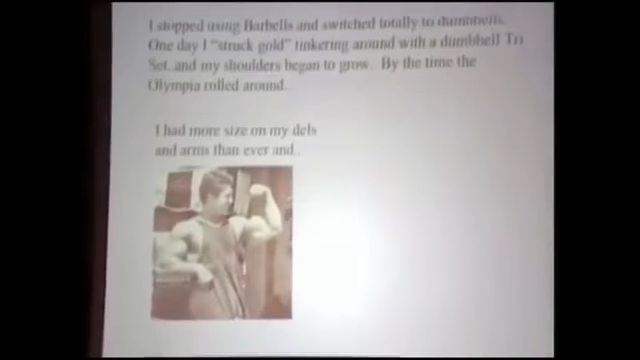 I stopped using Barbells and switched totally to dumbbells.
One day I "struck gold" tinkering around with a dumbbell Tri
Set..and my shoulders began to grow. By the time the
Olympia rolled around..
I had more size on my dels
and arms than ever and..